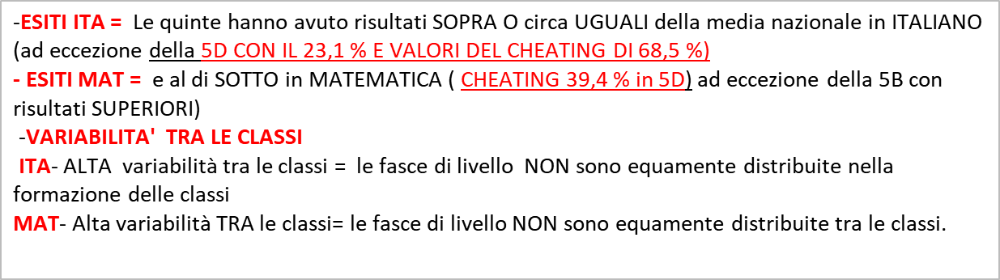 -ESITI ITA = Le quinte hanno avuto risultati SOPRA O circa UGUALI della media nazionale in ITALIANO
(ad eccezione della 5D CON IL 23,1 % E VALORI DEL CHEATING DI 68,5 %)
- ESITI MAT = e al di SOTTO in MATEMATICA ( CHEATING 39,4 % in 5D) ad eccezione della 5B con
risultati SUPERIORI)
-VARIABILITA' TRA LE CLASSI
ITA- ALTA variabilità tra le classi = le fasce di livello NON sono equamente distribuite nella
formazione delle classi
MAT- Alta variabilità TRA le classi= le fasce di livello NON sono equamente distribuite tra le classi.